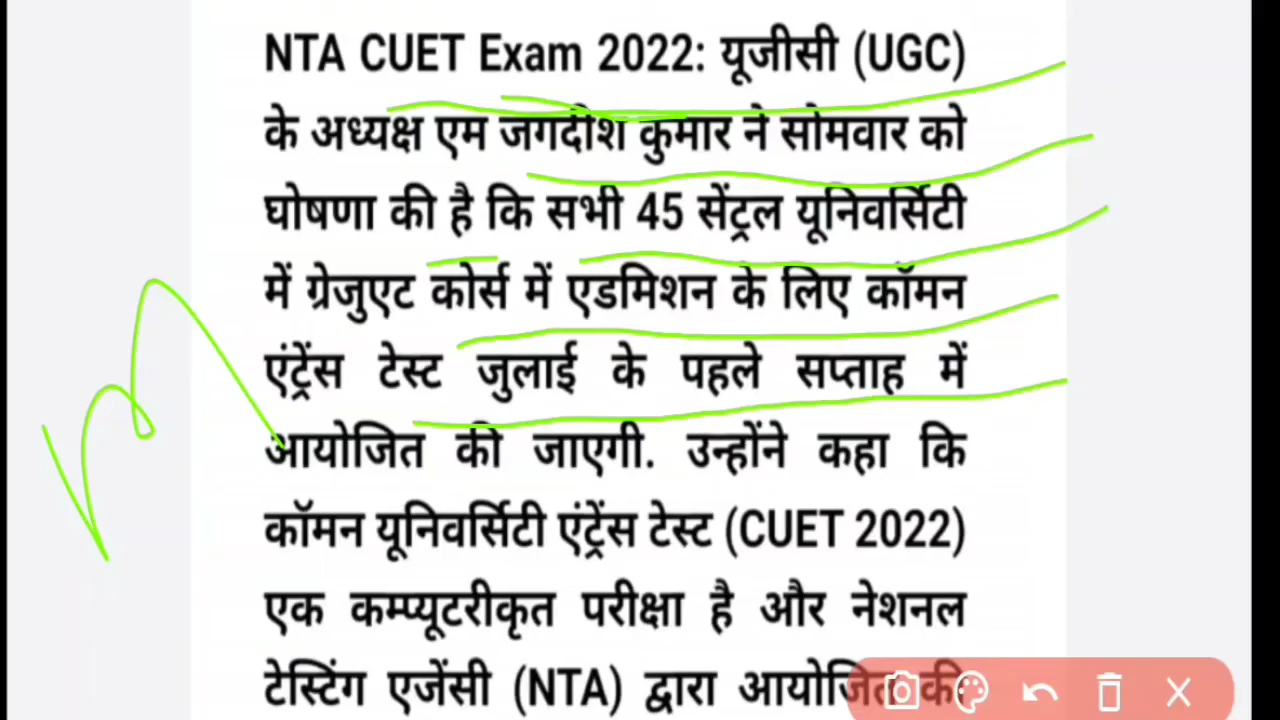 NTA CUET Exam 2022: यूजीसी (UGC)
के अध्यक्ष एम जगदीश कुमार ने सोमवार को
घोषणा की है कि सभी 45 सेंट्रल यूनिवर्सिटी
में ग्रेजुएट कोर्स में एडमिशन के लिए कॉमन
एंट्रेंस टेस्ट जुलाई के पहले सप्ताह में
आयोजित की जाएगी. उन्होंने कहा कि
कॉमन यूनिवर्सिटी एंट्रेंस टेस्ट (CUET 2022)
एक कम्प्यूटरीकृत परीक्षा है और नेशनल
टेस्टिंग एजेंसी (NTA) द्वारा आयोजित की